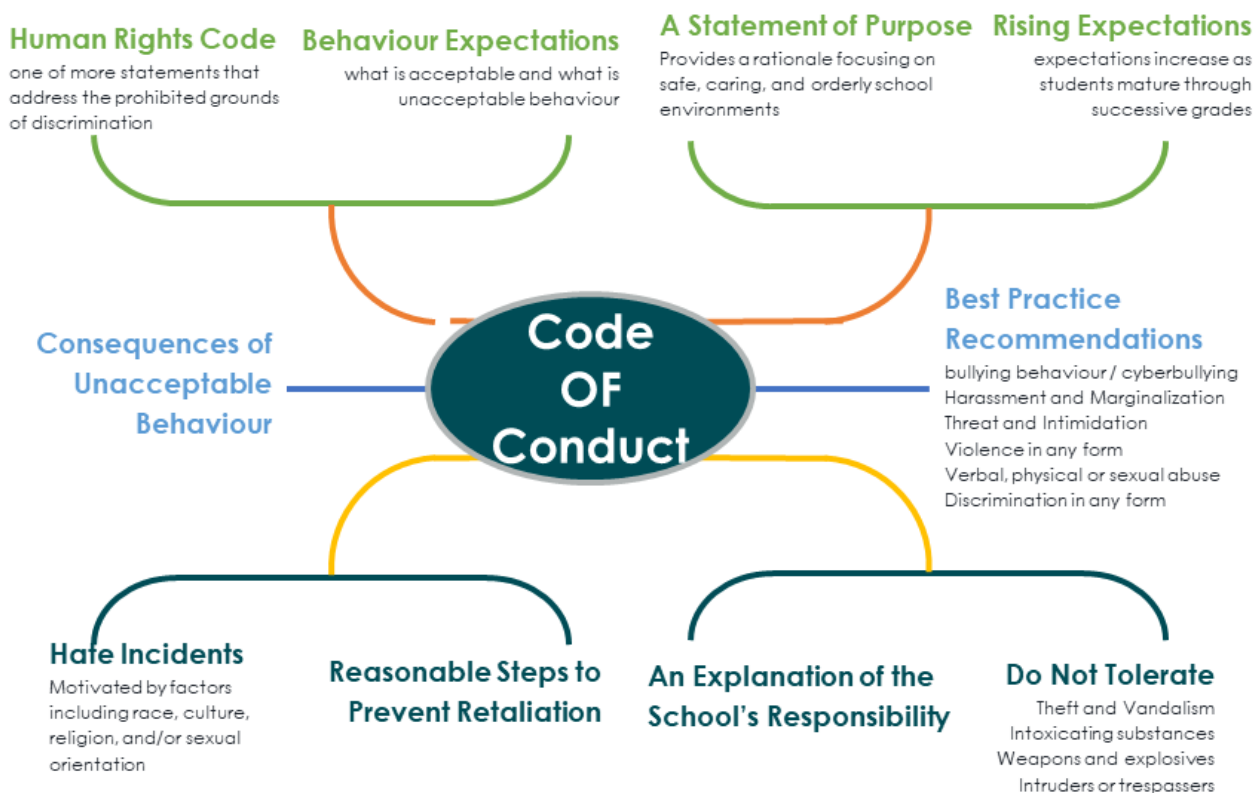 Human Rights Code
one of more statements that
address the prohibited grounds
of discrimination
Behaviour Expectations
what is acceptable and what is
unacceptable behaviour
A Statement of Purpose
Provides a rationale focusing on
safe, caring, and orderly school
environments
Rising Expectations
expectations increase as
students mature through
successive grades
Consequences of
Unacceptable
Behaviour
Code
OF
Conduct
Best Practice
Recommendations
bullying behaviour / cyberbullying
Harassment and Marginalization
Threat and Intimidation
Violence in any form
Verbal, physical or sexual abuse
Discrimination in any form
Hate Incidents
Motivated by factors
including race, culture,
religion, and/or sexual
orientation
Reasonable Steps to
Prevent Retaliation
An Explanation of the
School's Responsibility
Do Not Tolerate
Theft and Vandalism
Intoxicating substances
Weapons and explosives
Intruders or trespassers